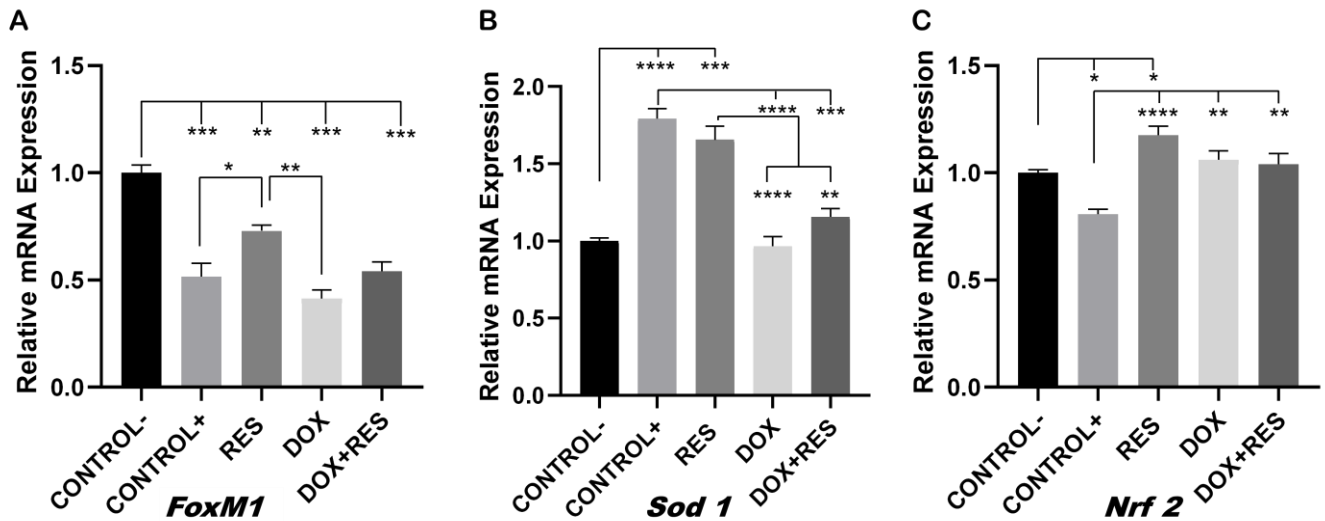 A
Relative mRNA Expression
1.5
1.0
0.5
0.0
*** ** *** ***
* **
CONTROL-
CONTROL+
RES
DOX
DOX+RES
FoxM1
B
Relative mRNA Expression
2.0
1.5
1.0
0.5
0.0
**** ***
**** ***
**** **
CONTROL-
CONTROL+
RES
DOX
DOX+RES
Sod 1
C
Relative mRNA Expression
1.5
1.0
0.5
0.0
* *
**** ** **
CONTROL-
CONTROL+
RES
DOX
DOX+RES
Nrf 2